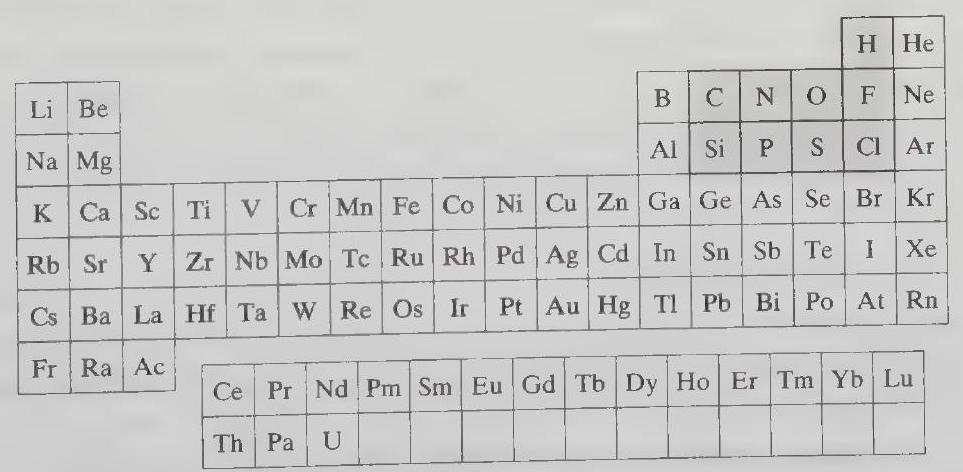 H He
Li Be B C N O F Ne
Na Mg Al Si P S Cl Ar
K Ca Sc Ti V Cr Mn Fe Co Ni Cu Zn Ga Ge As Se Br Kr
Rb Sr Y Zr Nb Mo Tc Ru Rh Pd Ag Cd In Sn Sb Te I Xe
Cs Ba La Hf Ta W Re Os Ir Pt Au Hg Tl Pb Bi Po At Rn
Fr Ra Ac
Ce Pr Nd Pm Sm Eu Gd Tb Dy Ho Er Tm Yb Lu
Th Pa U